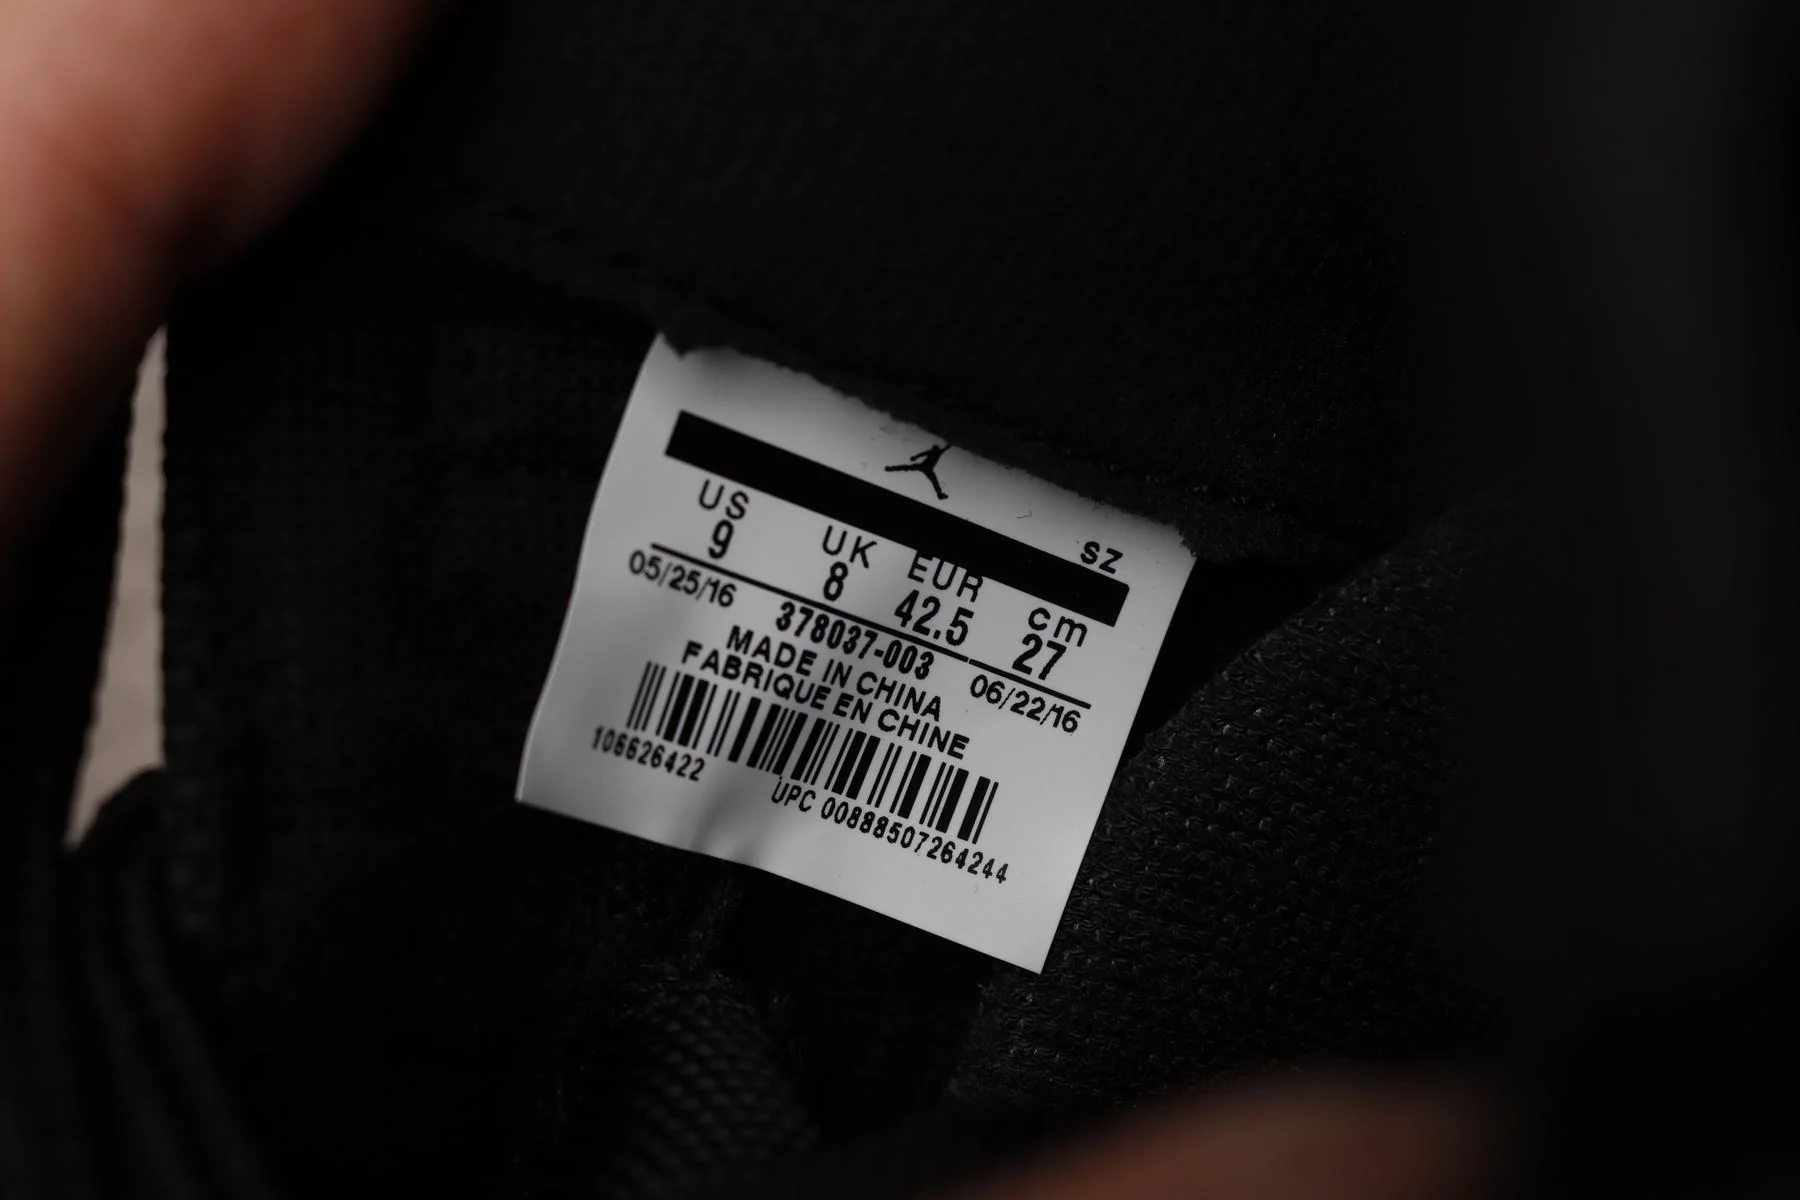 SZ
US UK EUR cm
9 8 42.5 27
05/25/16 378037-003 06/22/16
MADE IN CHINA
FABRIQUE EN CHINE
106626422
UPC 00888507264244